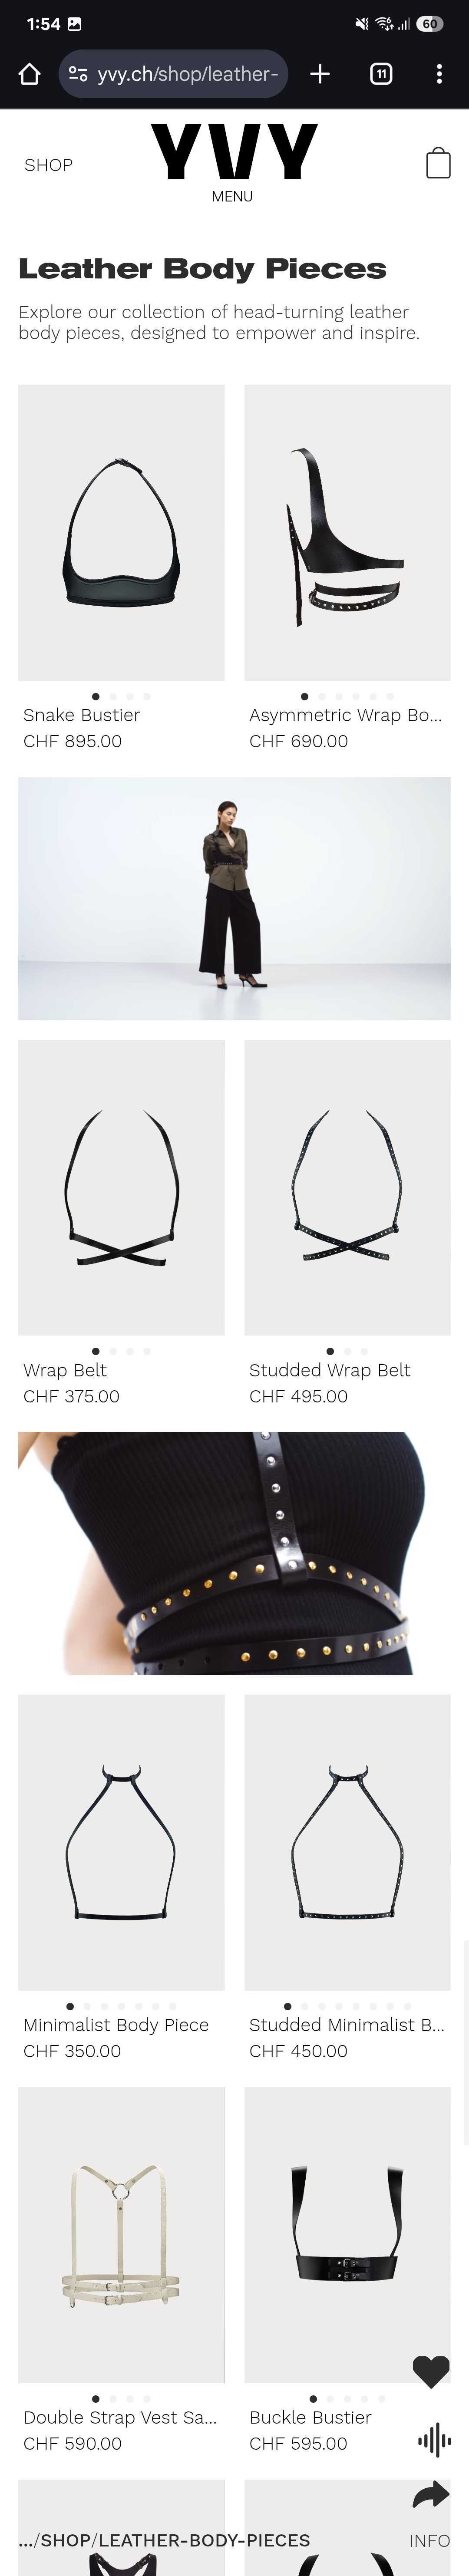 1:54
60
yvy.ch/shop/leather-
11
SHOP
YVY
MENU
Leather Body Pieces
Explore our collection of head-turning leather
body pieces, designed to empower and inspire.
Snake Bustier
CHF 895.00
Asymmetric Wrap Bo...
CHF 690.00
Wrap Belt
CHF 375.00
Studded Wrap Belt
CHF 495.00
Minimalist Body Piece
CHF 350.00
Studded Minimalist B...
CHF 450.00
Double Strap Vest Sa...
CHF 590.00
Buckle Bustier
CHF 595.00
.../SHOP/LEATHER-BODY-PIECES
INFO